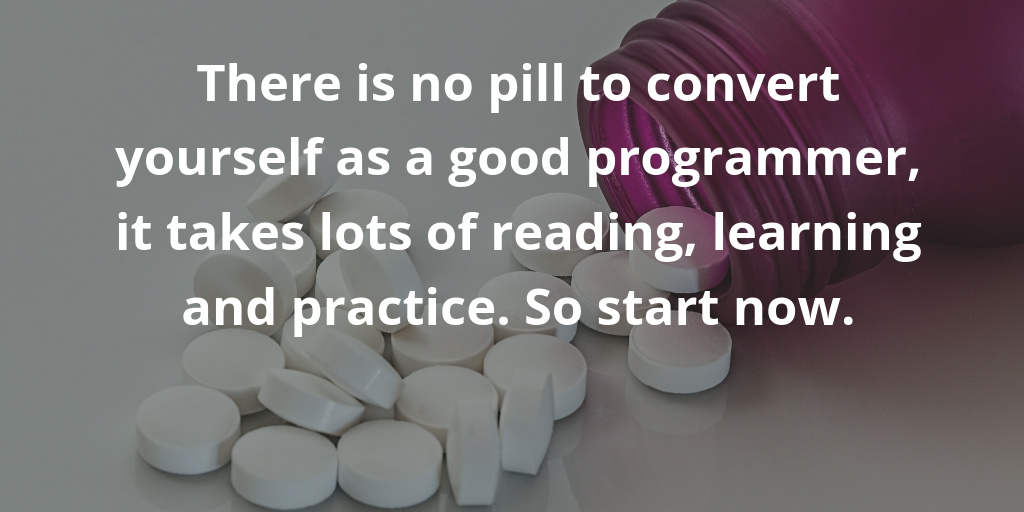 There is no pill to convert
yourself as a good programmer,
it takes lots of reading, learning
and practice. So start now.